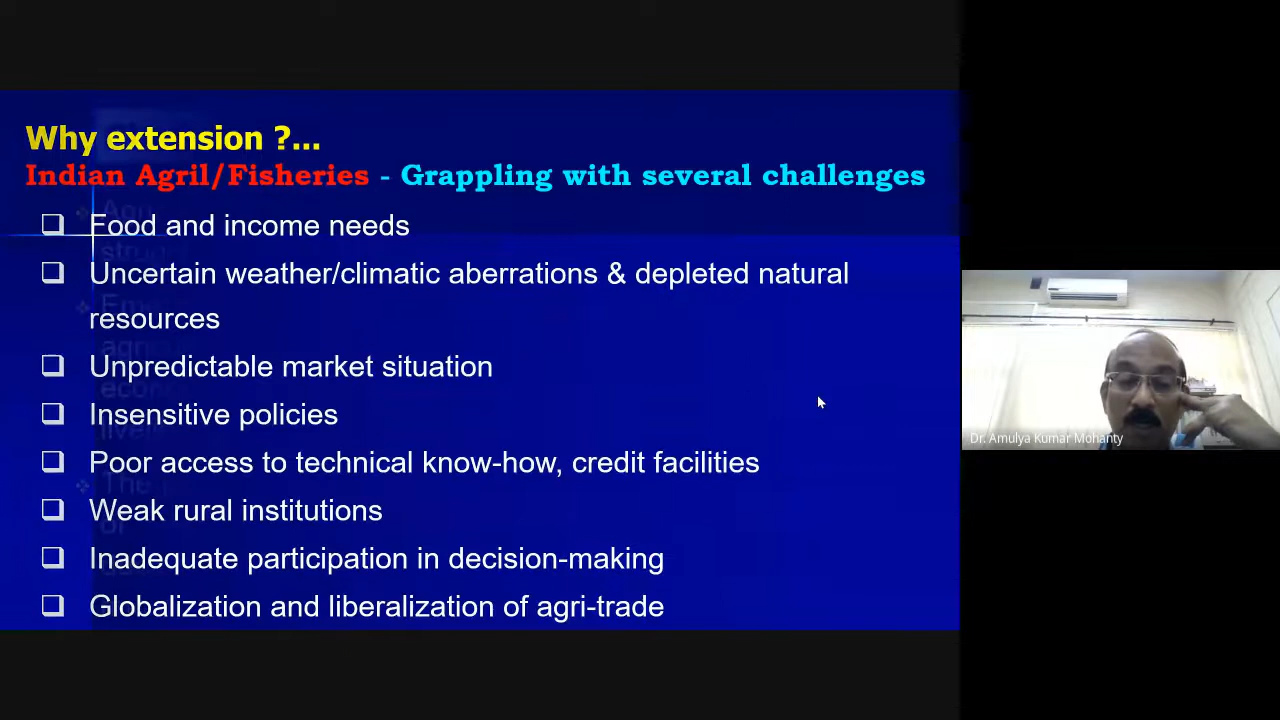 Why extension ?...
Indian Agril/Fisheries - Grappling with several challenges
❑ Food and income needs
❑ Uncertain weather/climatic aberrations & depleted natural
resources
❑ Unpredictable market situation
❑ Insensitive policies
❑ Poor access to technical know-how, credit facilities
❑ Weak rural institutions
❑ Inadequate participation in decision-making
❑ Globalization and liberalization of agri-trade
Dr. Amulya Kumar Mohanty